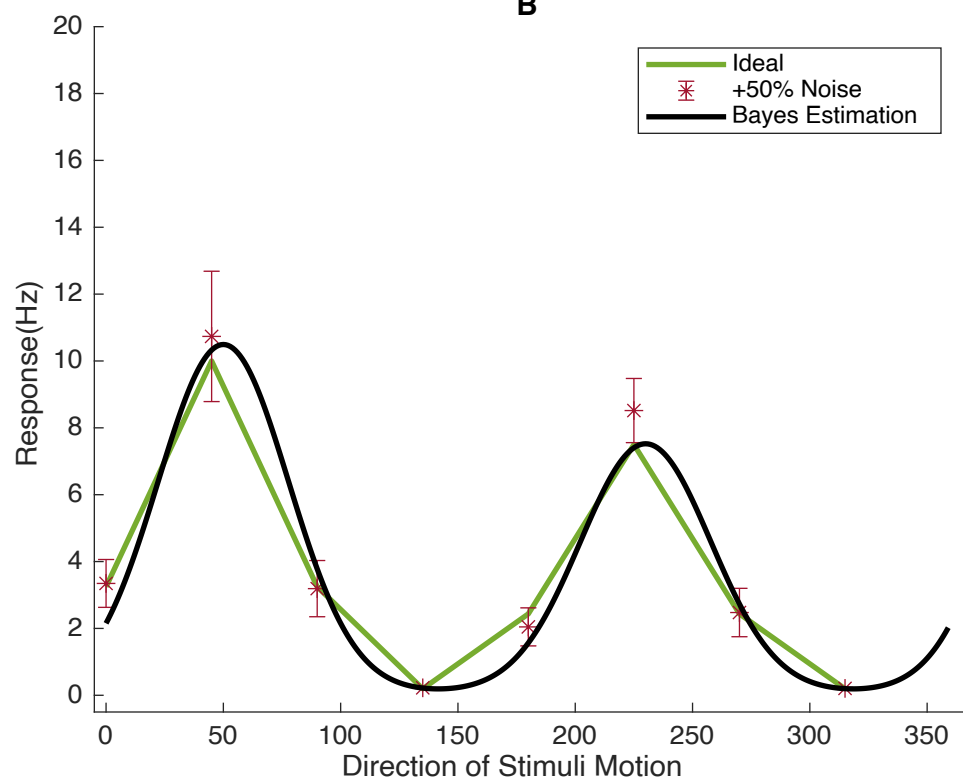 B
20
18
16
14
12
10
8
6
4
2
0
Response(Hz)
Ideal
+50% Noise
Bayes Estimation
0 50 100 150 200 250 300 350
Direction of Stimuli Motion